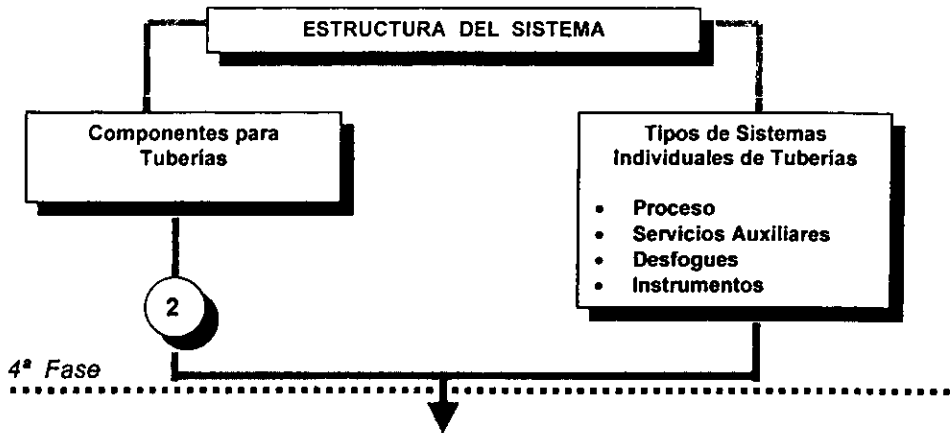 ESTRUCTURA DEL SISTEMA
Componentes para
Tuberías
Tipos de Sistemas
Individuales de Tuberías
• Proceso
• Servicios Auxiliares
• Desfogues
• Instrumentos
2
4ª Fase